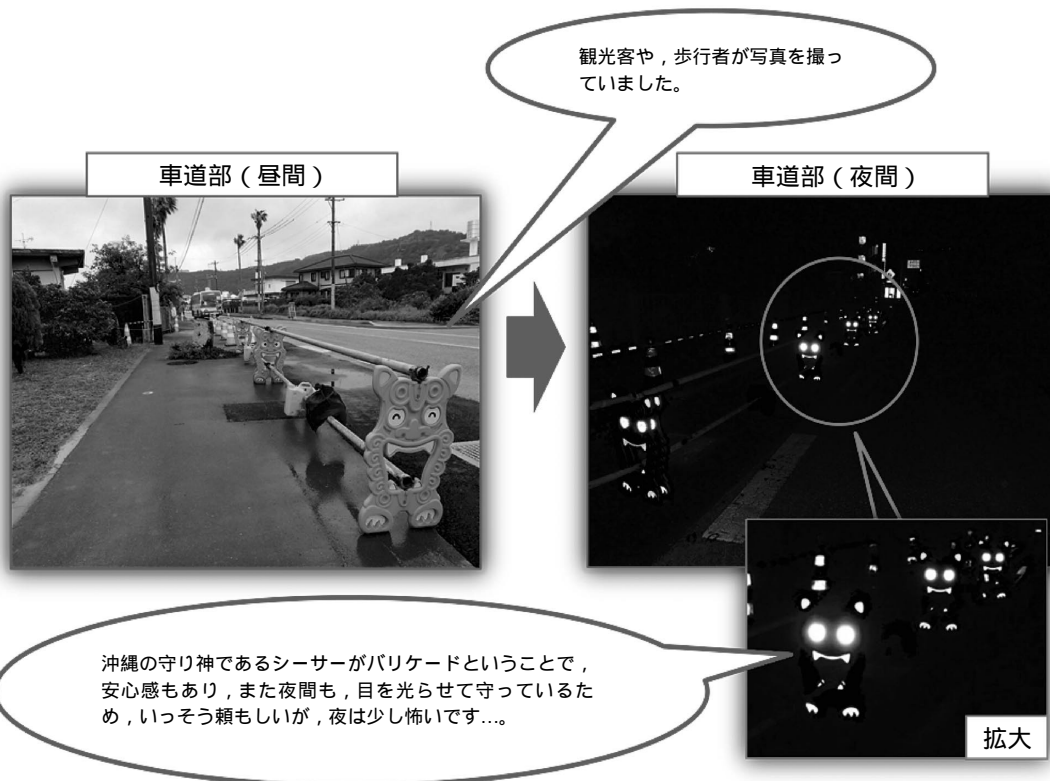 観光客や，歩行者が写真を撮っ
ていました。
車道部（昼間）
車道部（夜間）
沖縄の守り神であるシーサーがバリケードということで，
安心感もあり，また夜間も，目を光らせて守っているた
め，いっそう頼もしいが，夜は少し怖いです…。
拡大